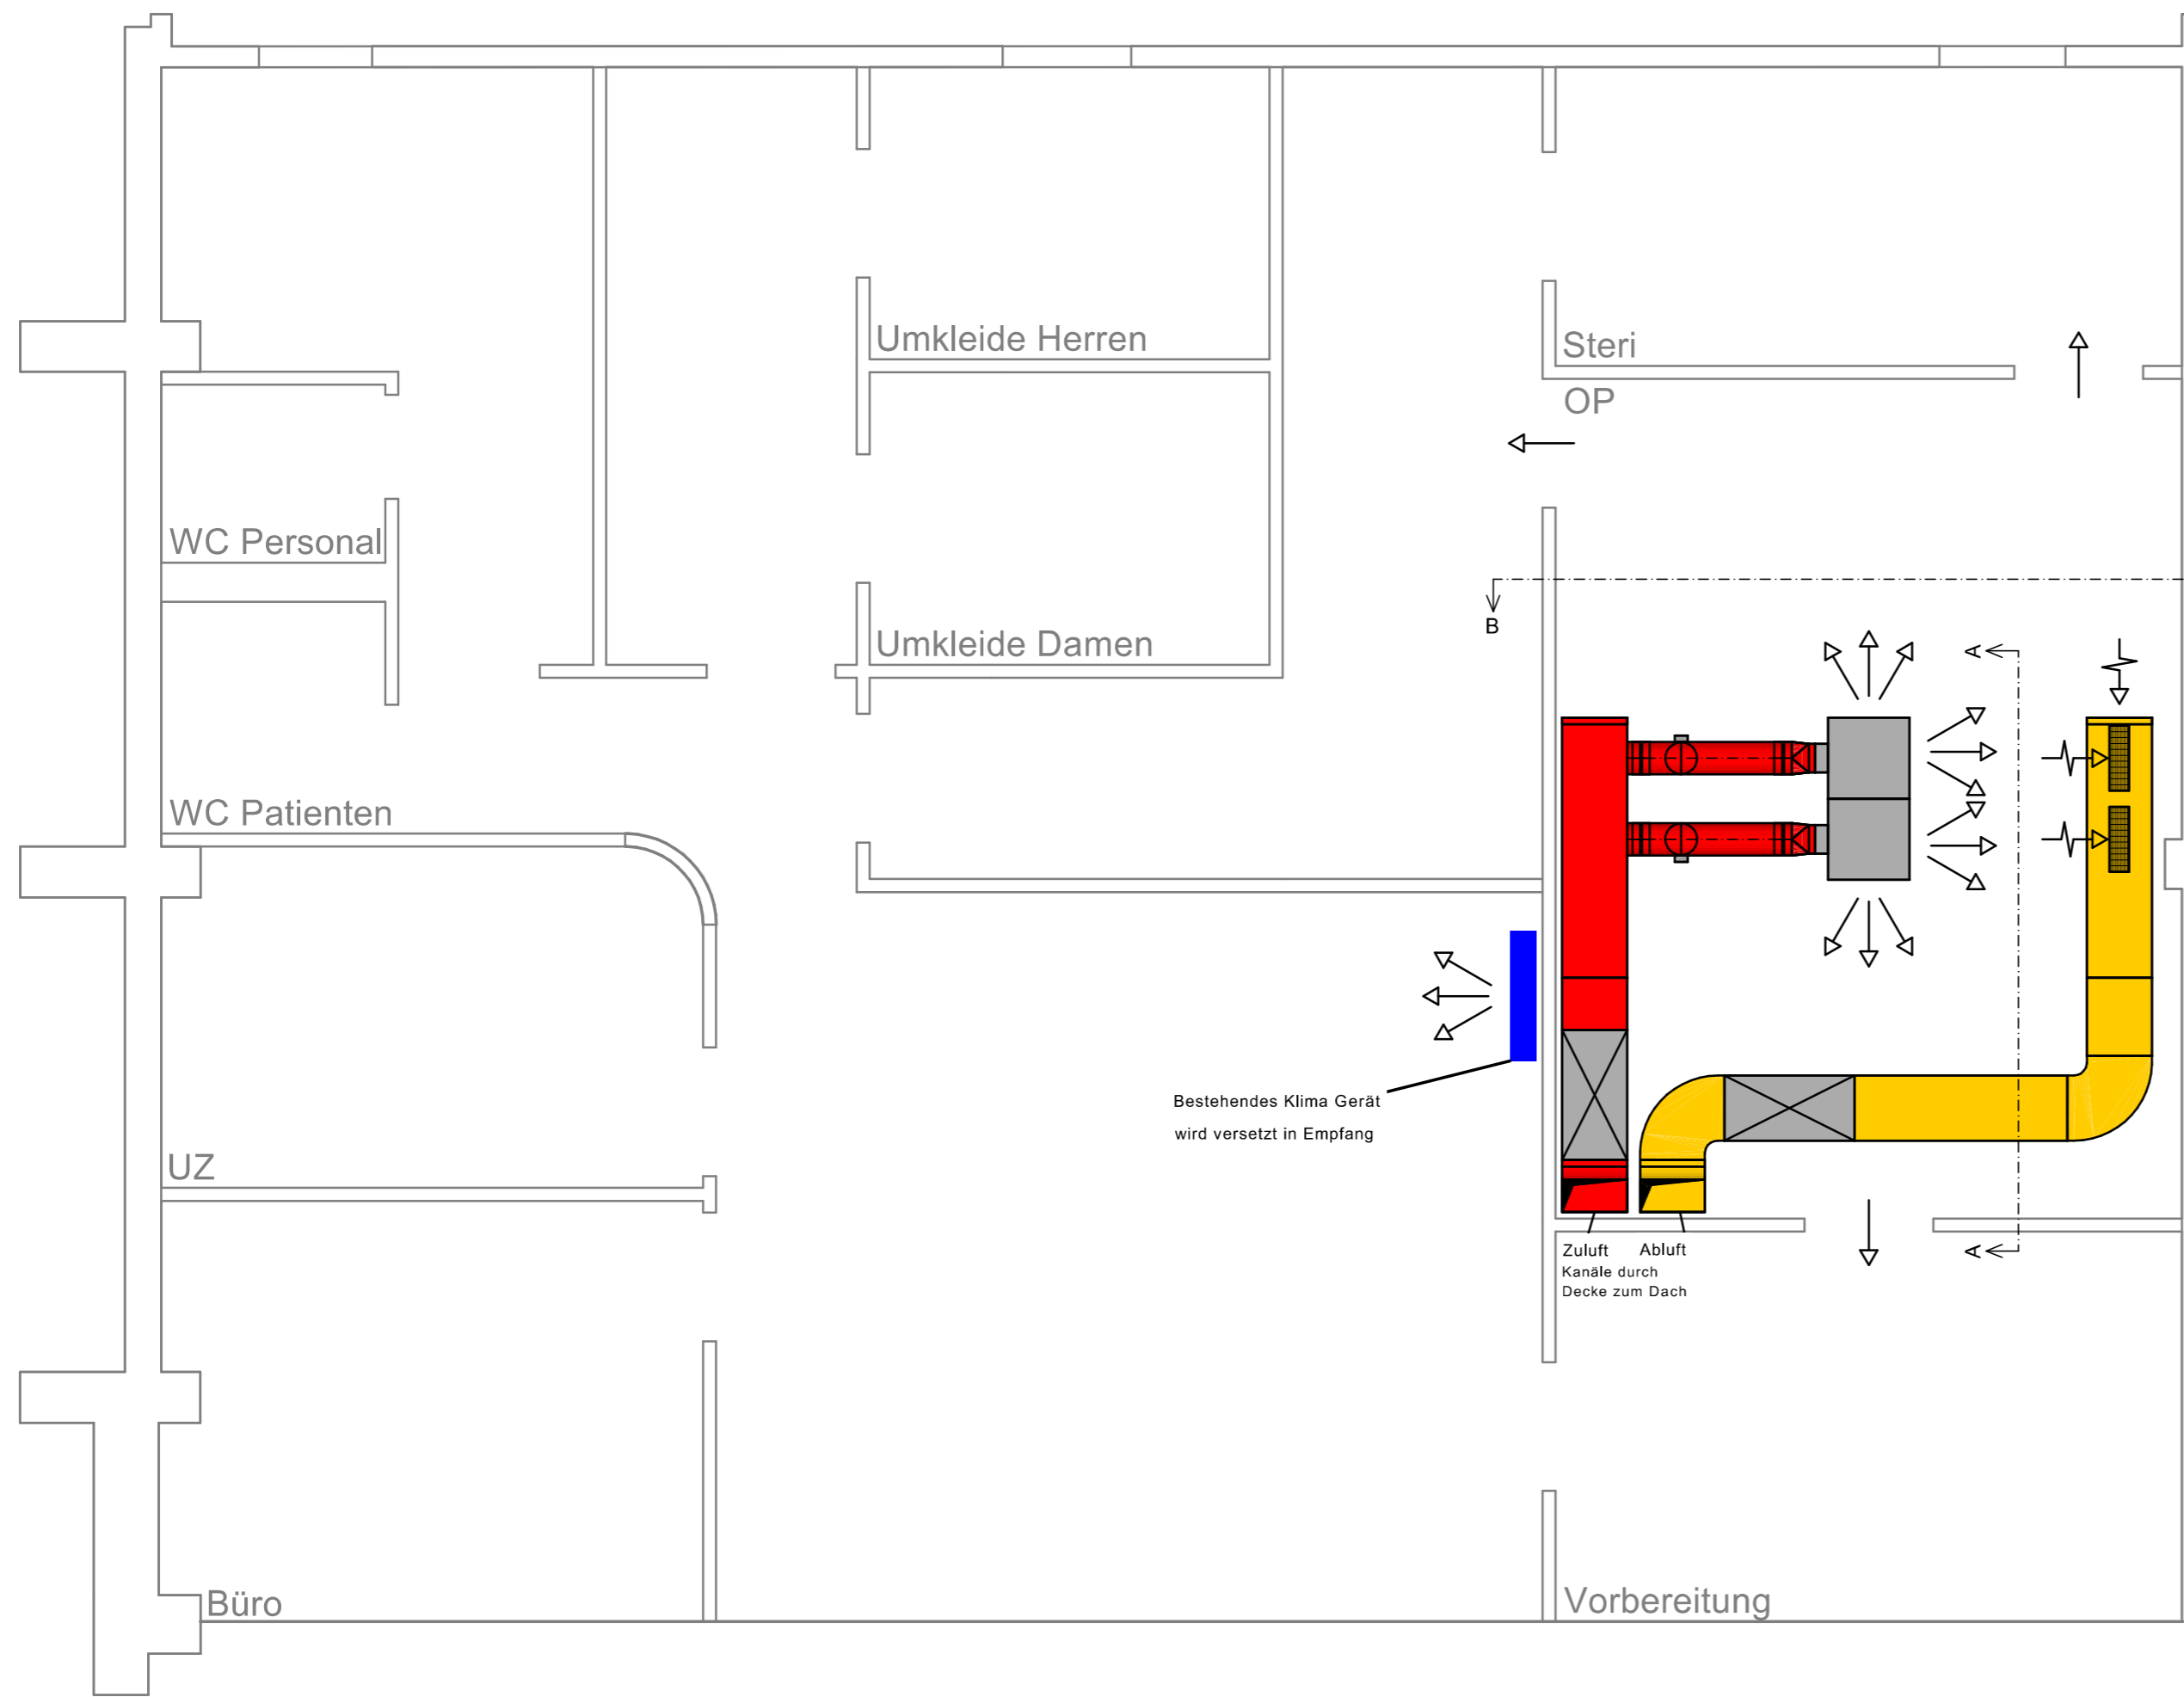 Umkleide Herren
Steri
OP
WC Personal
B
Umkleide Damen
A
WC Patienten
Bestehendes Klima Gerät
wird versetzt in Empfang
UZ
Zuluft Abluft
A
Kanäle durch
Decke zum Dach
Büro
Vorbereitung